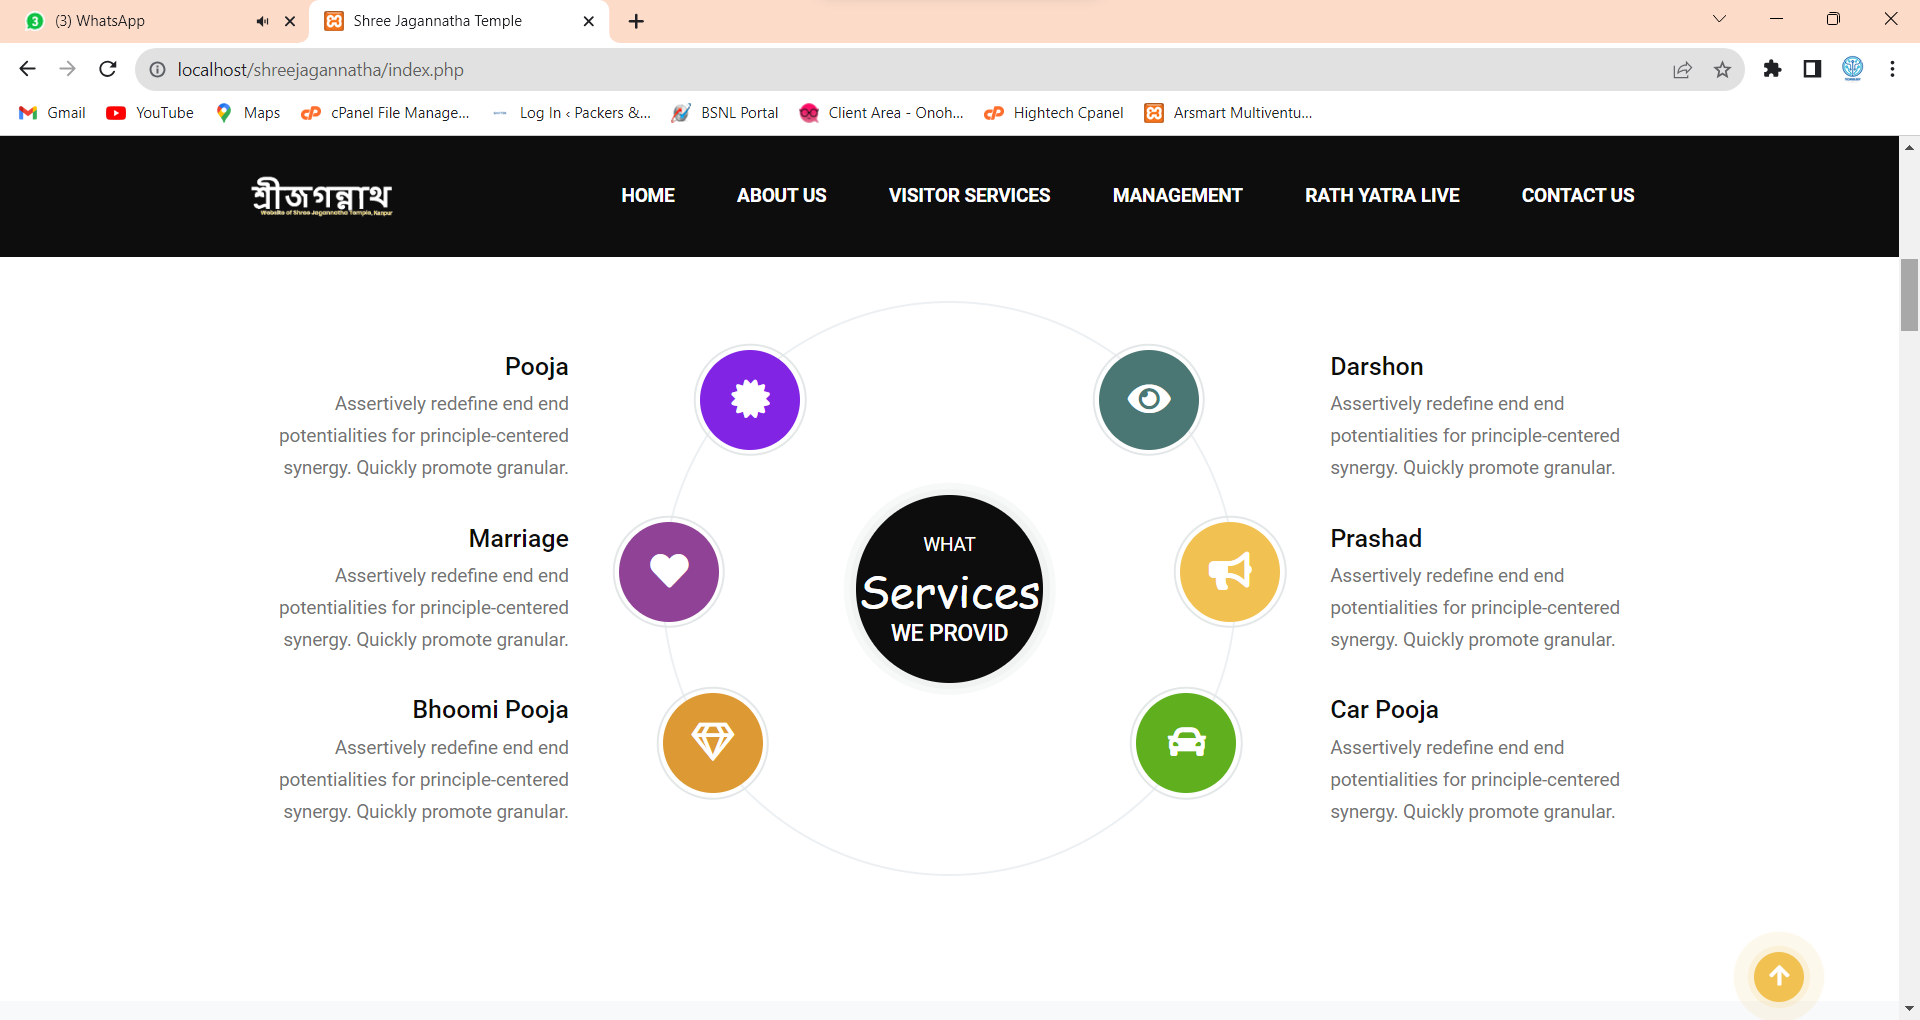 (3) WhatsApp
Shree Jagannatha Temple
localhost/shreejagannatha/index.php
Gmail
YouTube
Maps
cPanel File Manage...
Log In ‹ Packers &...
BSNL Portal
Client Area - Onoh...
Hightech Cpanel
Arsmart Multiventu...
শ্রীজগন্নাথ
Website of Shree Jagannatha Temple, Kanpur
HOME
ABOUT US
VISITOR SERVICES
MANAGEMENT
RATH YATRA LIVE
CONTACT US
Pooja
Assertively redefine end end
potentialities for principle-centered
synergy. Quickly promote granular.
Marriage
Assertively redefine end end
potentialities for principle-centered
synergy. Quickly promote granular.
Bhoomi Pooja
Assertively redefine end end
potentialities for principle-centered
synergy. Quickly promote granular.
WHAT
Services
WE PROVID
Darshon
Assertively redefine end end
potentialities for principle-centered
synergy. Quickly promote granular.
Prashad
Assertively redefine end end
potentialities for principle-centered
synergy. Quickly promote granular.
Car Pooja
Assertively redefine end end
potentialities for principle-centered
synergy. Quickly promote granular.